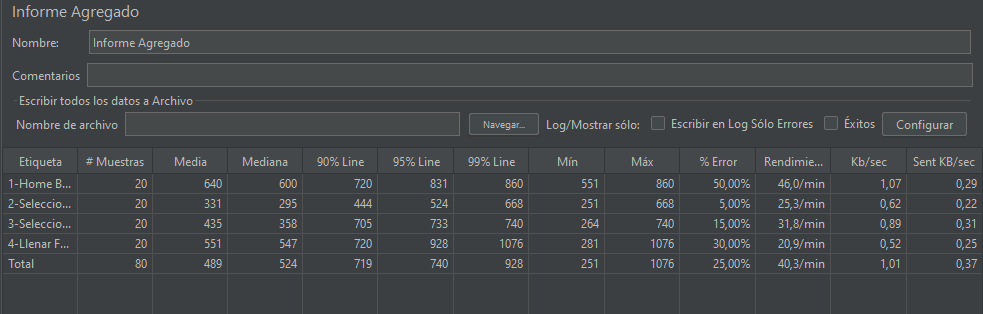 Informe Agregado
Nombre: Informe Agregado
Comentarios
Escribir todos los datos a Archivo
Nombre de archivo Navegar... Log/Mostrar sólo: Escribir en Log Sólo Errores Éxitos Configurar
Etiqueta # Muestras Media Mediana 90% Line 95% Line 99% Line Mín Máx % Error Rendimie... Kb/sec Sent KB/sec
1-Home B... 20 640 600 720 831 860 551 860 50,00% 46,0/min 1,07 0,29
2-Seleccio... 20 331 295 444 524 668 251 668 5,00% 25,3/min 0,62 0,22
3-Seleccio... 20 435 358 705 733 740 264 740 15,00% 31,8/min 0,89 0,31
4-Llenar F... 20 551 547 720 928 1076 281 1076 30,00% 20,9/min 0,52 0,25
Total 80 489 524 719 740 928 251 1076 25,00% 40,3/min 1,01 0,37